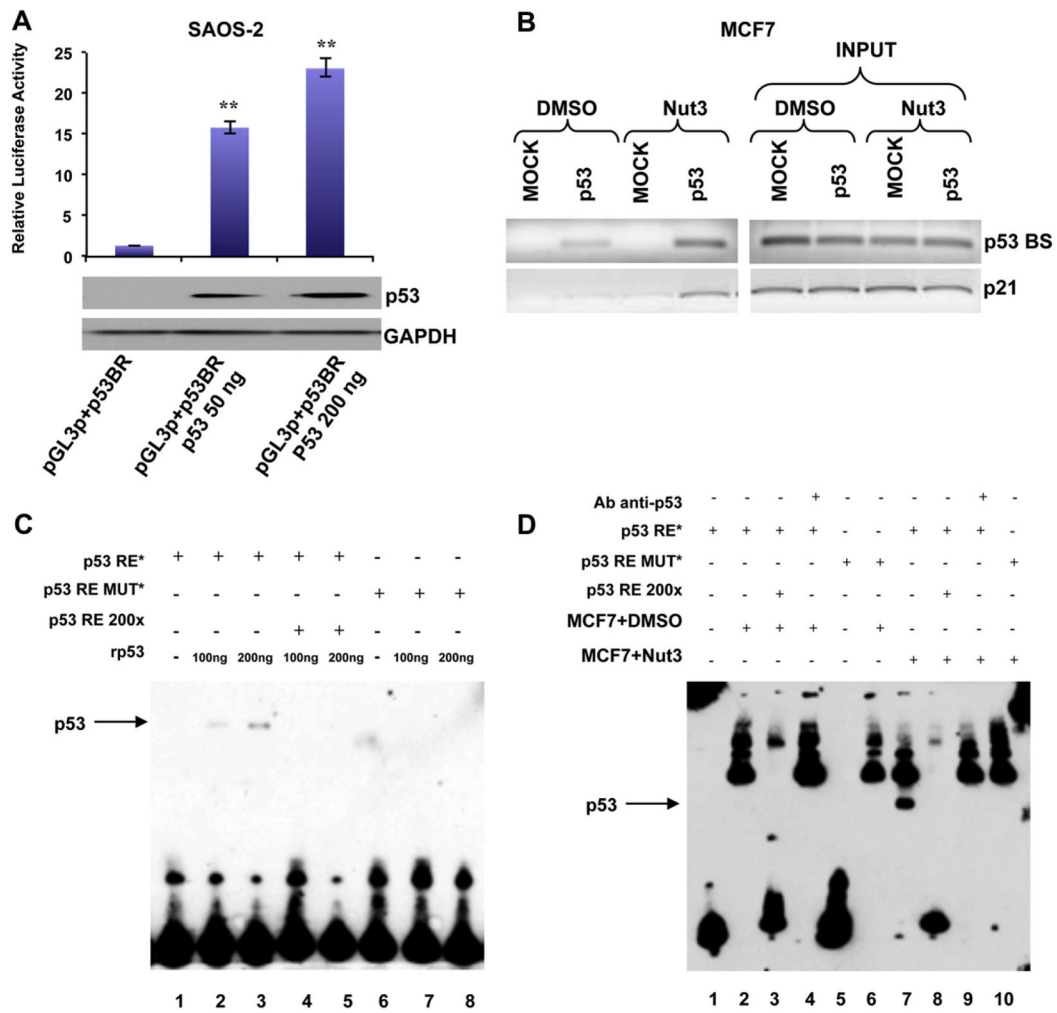 A
SAOS-2
Relative Luciferase Activity
25
20
15
10
5
0
**
**
p53
GAPDH
pGL3p+p53BR
pGL3p+p53BR
p53 50 ng
pGL3p+p53BR
P53 200 ng
B
MCF7
INPUT
DMSO Nut3 DMSO Nut3
MOCK p53 MOCK p53 MOCK p53 MOCK p53
p53 BS
p21
C
p53 RE* + + + + + - - -
p53 RE MUT* - - - - - + + +
p53 RE 200x - - - + + - - -
rp53 - 100ng 200ng 100ng 200ng - 100ng 200ng
p53
1 2 3 4 5 6 7 8
D
Ab anti-p53 - - - + - - - - + -
p53 RE* + + + + - - + + + -
p53 RE MUT* - - - - + + - - - +
p53 RE 200x - - + - - - - + - -
MCF7+DMSO - + + + - + - - - -
MCF7+Nut3 - - - - - - + + + +
p53
1 2 3 4 5 6 7 8 9 10